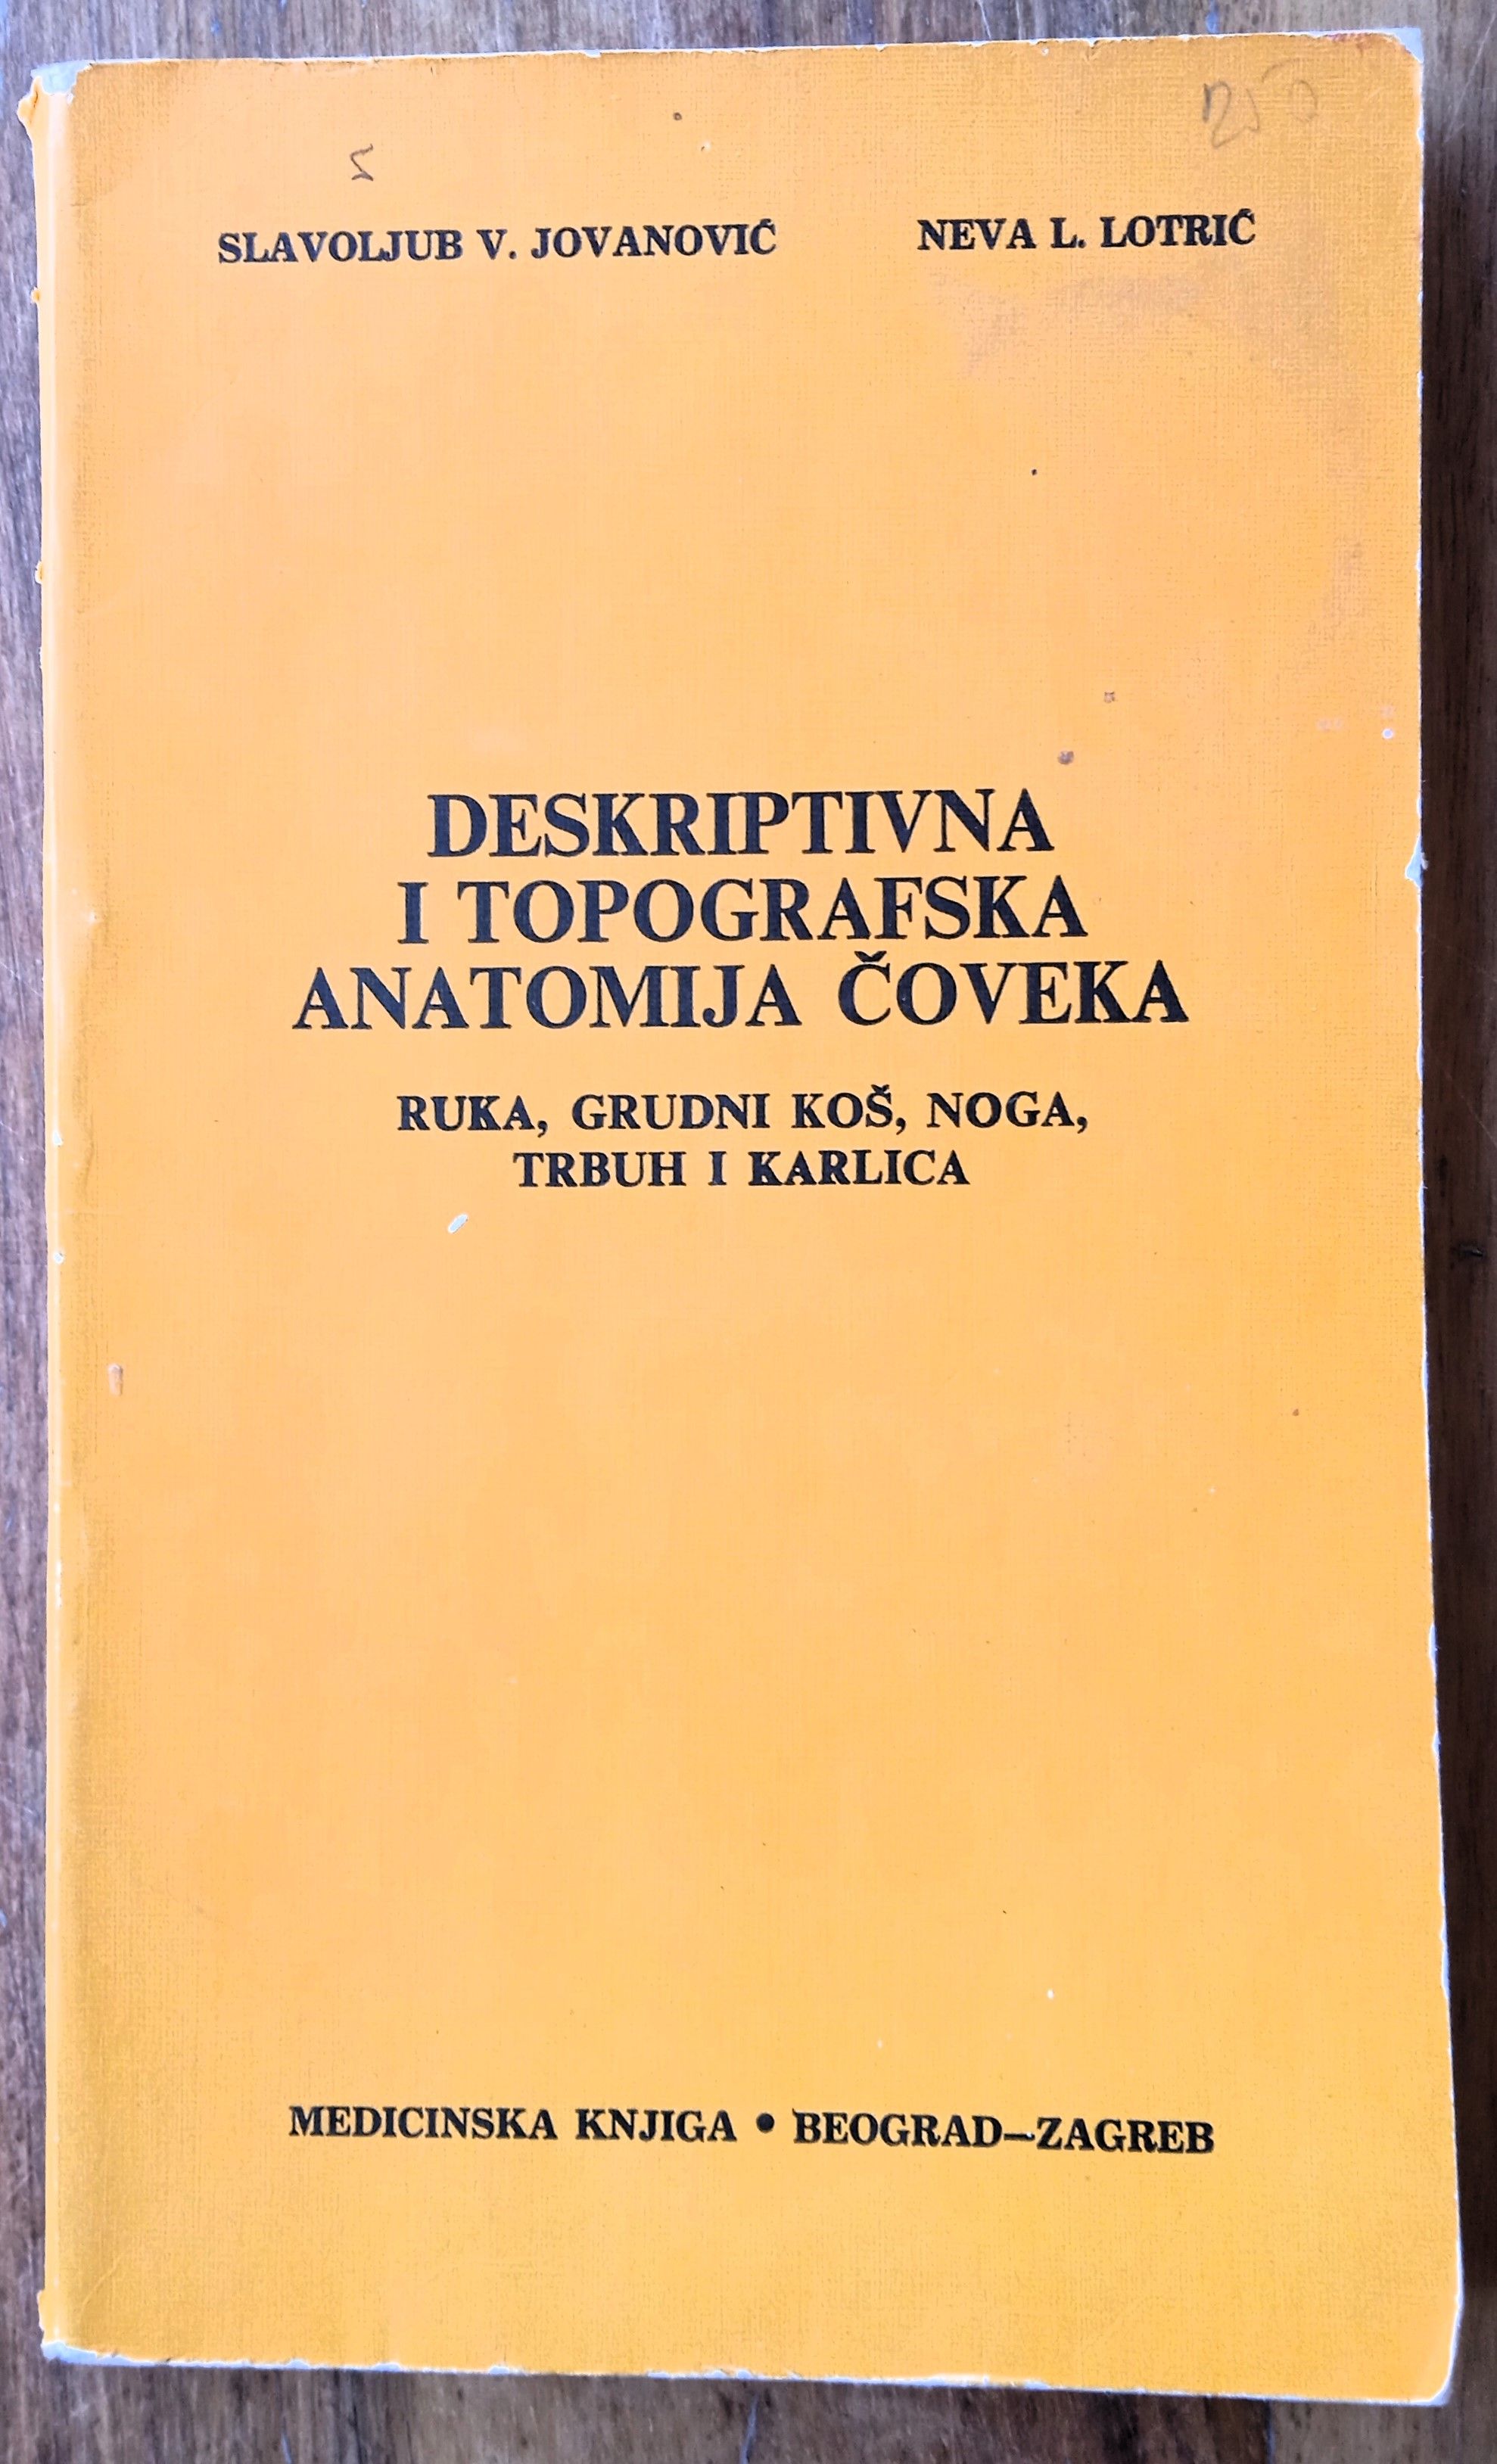 SLAVOLJUB V. JOVANOVIĆ NEVA L. LOTRIĆ
DESKRIPTIVNA
I TOPOGRAFSKA
ANATOMIJA ČOVEKA
RUKA, GRUDNI KOŠ, NOGA,
TRBUH I KARLICA
MEDICINSKA KNJIGA • BEOGRAD—ZAGREB